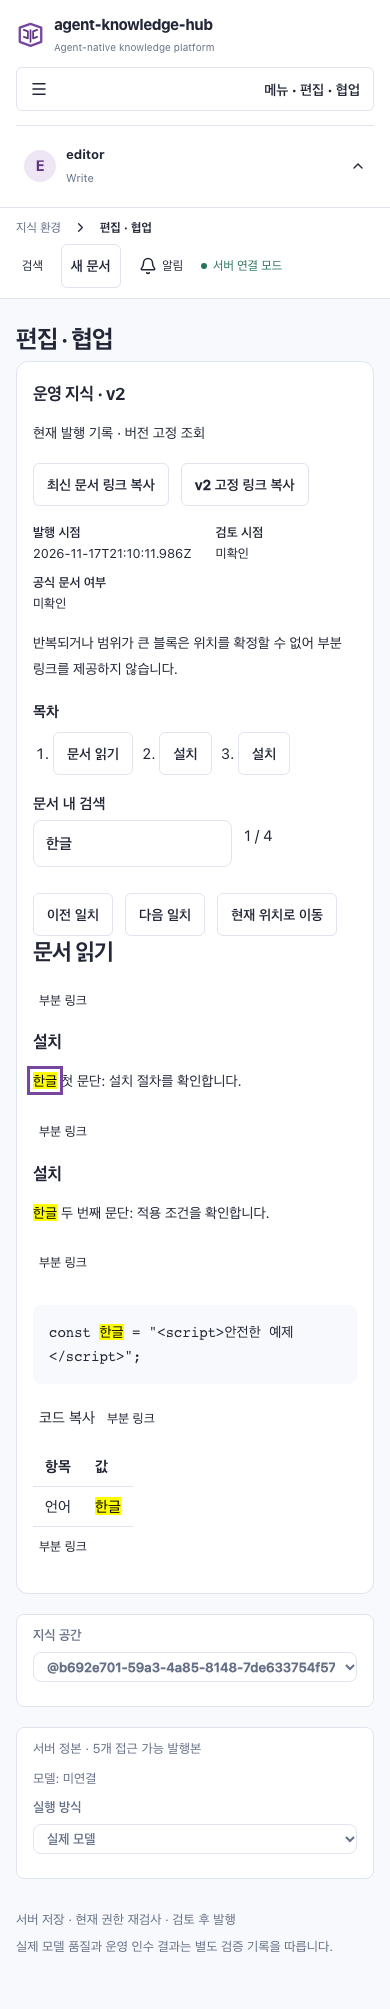 agent-knowledge-hub
Agent-native knowledge platform
메뉴 · 편집 · 협업
E
editor
Write
지식 환경 > 편집 · 협업
검색 새 문서 알림 서버 연결 모드
편집 · 협업
운영 지식 · v2
현재 발행 기록 · 버전 고정 조회
최신 문서 링크 복사 v2 고정 링크 복사
발행 시점 검토 시점
2026-11-17T21:10:11.986Z 미확인
공식 문서 여부
미확인
반복되거나 범위가 큰 블록은 위치를 확정할 수 없어 부분
링크를 제공하지 않습니다.
목차
1. 문서 읽기 2. 설치 3. 설치
문서 내 검색
한글 1 / 4
이전 일치 다음 일치 현재 위치로 이동
문서 읽기
부분 링크
설치
한글 첫 문단: 설치 절차를 확인합니다.
부분 링크
설치
한글 두 번째 문단: 적용 조건을 확인합니다.
부분 링크
const 한글 = "<script>안전한 예제
</script>";
코드 복사 부분 링크
항목 값
언어 한글
부분 링크
지식 공간
@b692e701-59a3-4a85-8148-7de633754f57
서버 정본 · 5개 접근 가능 발행본
모델: 미연결
실행 방식
실제 모델
서버 저장 · 현재 권한 재검사 · 검토 후 발행
실제 모델 품질과 운영 인수 결과는 별도 검증 기록을 따릅니다.